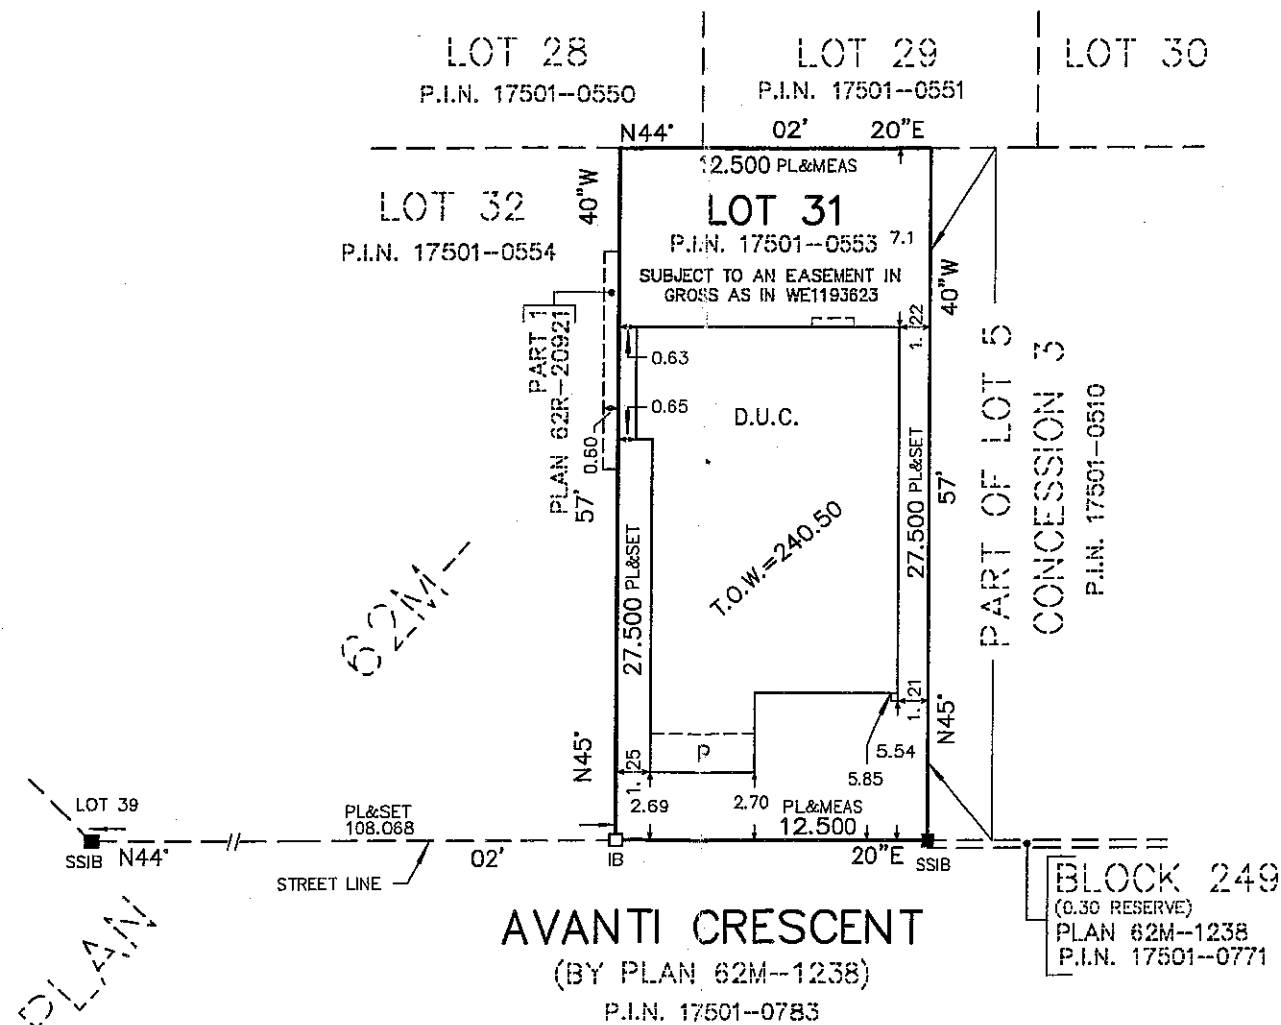 LOT 28
P.I.N. 17501--0550
LOT 29
P.I.N. 17501--0551
LOT 30
N44° 02' 20"E
12.500 PL&MEAS
LOT 32
P.I.N. 17501--0554
40"W
LOT 31
P.I.N. 17501--0553
7.1
SUBJECT TO AN EASEMENT IN
GROSS AS IN WE1193623
40"W
PART 1
PLAN 62R-20921
0.63
0.65
0.60
1.22
D.U.C.
57'
27.500 PL&SET
T.O.W.=240.50
27.500 PL&SET
57'
PART OF LOT 5
CONCESSION 3
P.I.N. 17501--0510
62M-
N45°
1.25
P
1.21
N45°
5.54
5.85
2.69
2.70
PL&MEAS
12.500
LOT 39
PL&SET
108.068
SSIB
N44° 02' 20"E
IB
SSIB
STREET LINE
PLAN
AVANTI CRESCENT
(BY PLAN 62M--1238)
P.I.N. 17501--0783
BLOCK 249
(0.30 RESERVE)
PLAN 62M--1238
P.I.N. 17501--0771